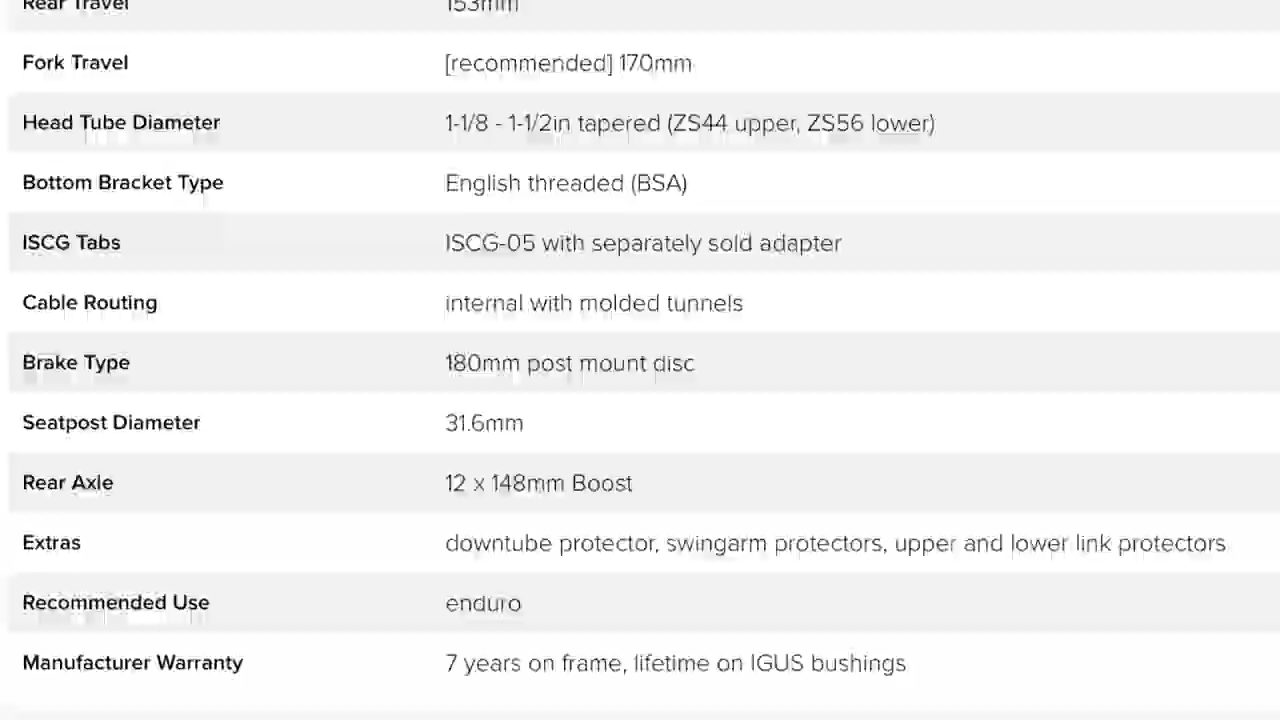 Rear Travel 153mm
Fork Travel [recommended] 170mm
Head Tube Diameter 1-1/8 - 1-1/2in tapered (ZS44 upper, ZS56 lower)
Bottom Bracket Type English threaded (BSA)
ISCG Tabs ISCG-05 with separately sold adapter
Cable Routing internal with molded tunnels
Brake Type 180mm post mount disc
Seatpost Diameter 31.6mm
Rear Axle 12 x 148mm Boost
Extras downtube protector, swingarm protectors, upper and lower link protectors
Recommended Use enduro
Manufacturer Warranty 7 years on frame, lifetime on IGUS bushings